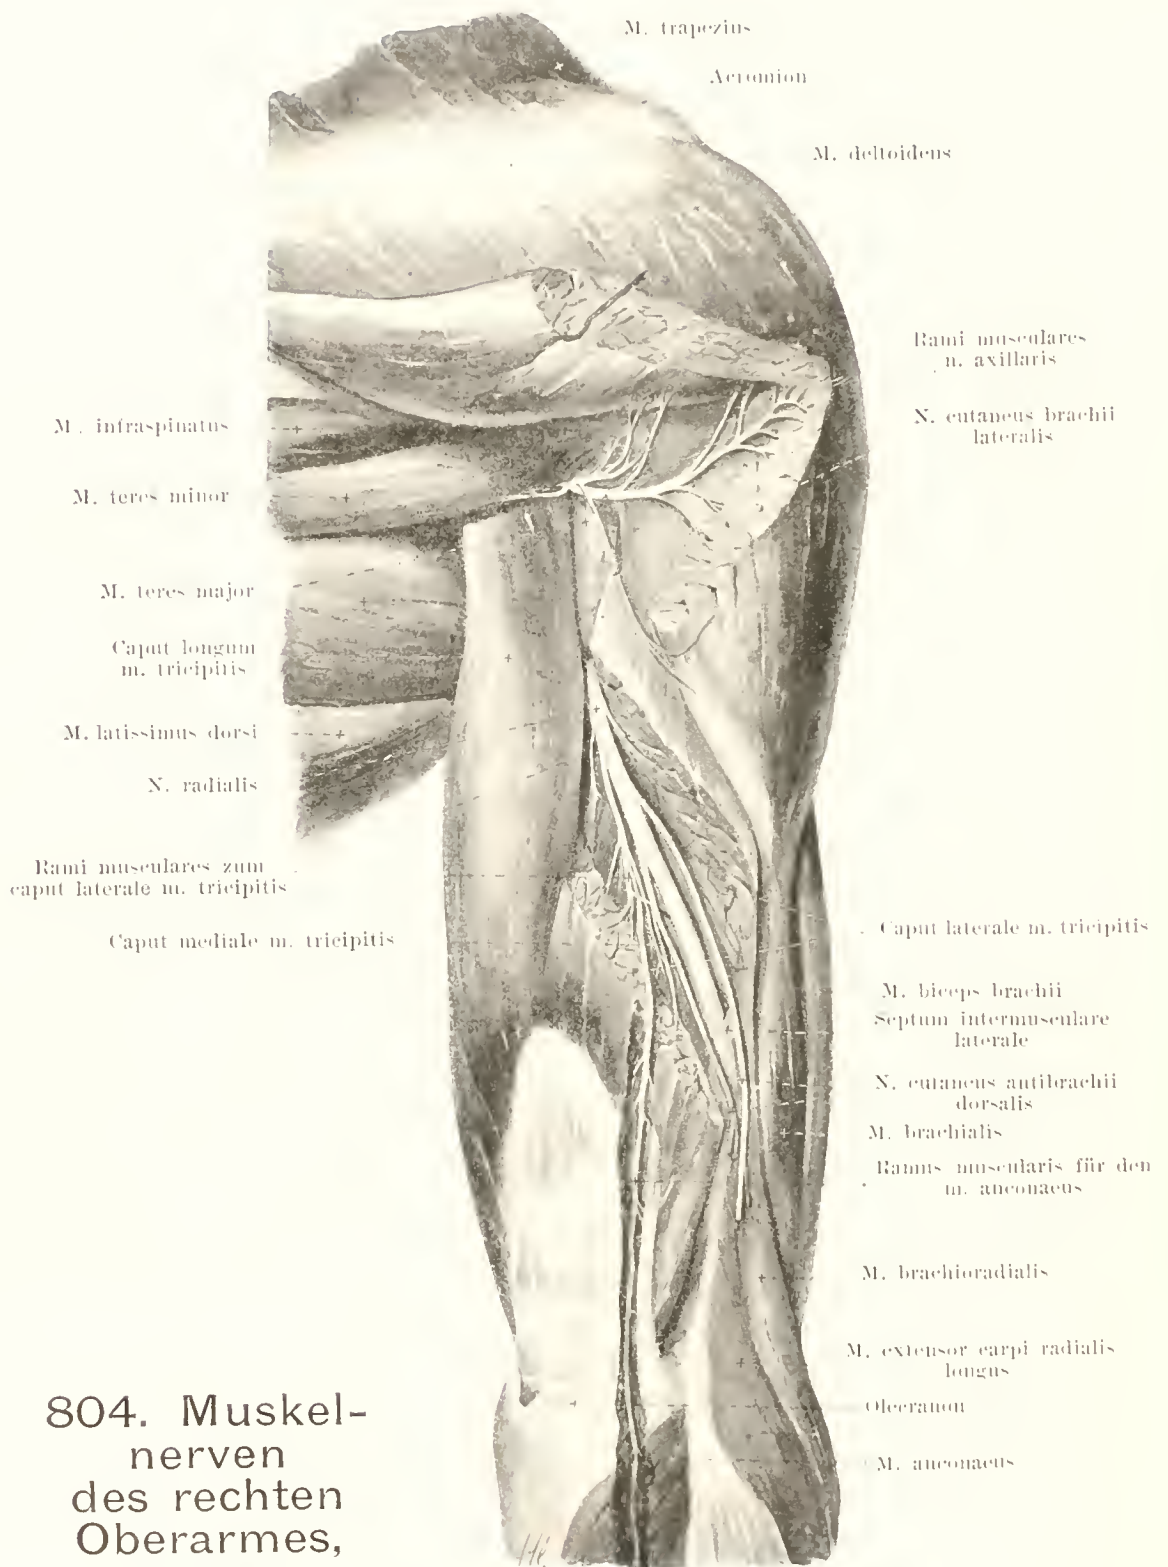 M. trapezius
Acromion
M. deltoideus
Rami musculares
n. axillaris
N. cutaneus brachii
lateralis
M. infraspinatus
M. teres minor
M. teres major
Caput longum
m. tricipitis
M. latissimus dorsi
N. radialis
Rami musculares zum
caput laterale m. tricipitis
Caput mediale m. tricipitis
Caput laterale m. tricipitis
M. biceps brachii
Septum intermusculare
laterale
N. cutaneus antibrachii
dorsalis
M. brachialis
Ramus muscularis für den
m. anconaeus
M. brachioradialis
M. extensor carpi radialis
longus
Olecranon
M. anconaeus
804. Muskel-
nerven
des rechten
Oberarmes,